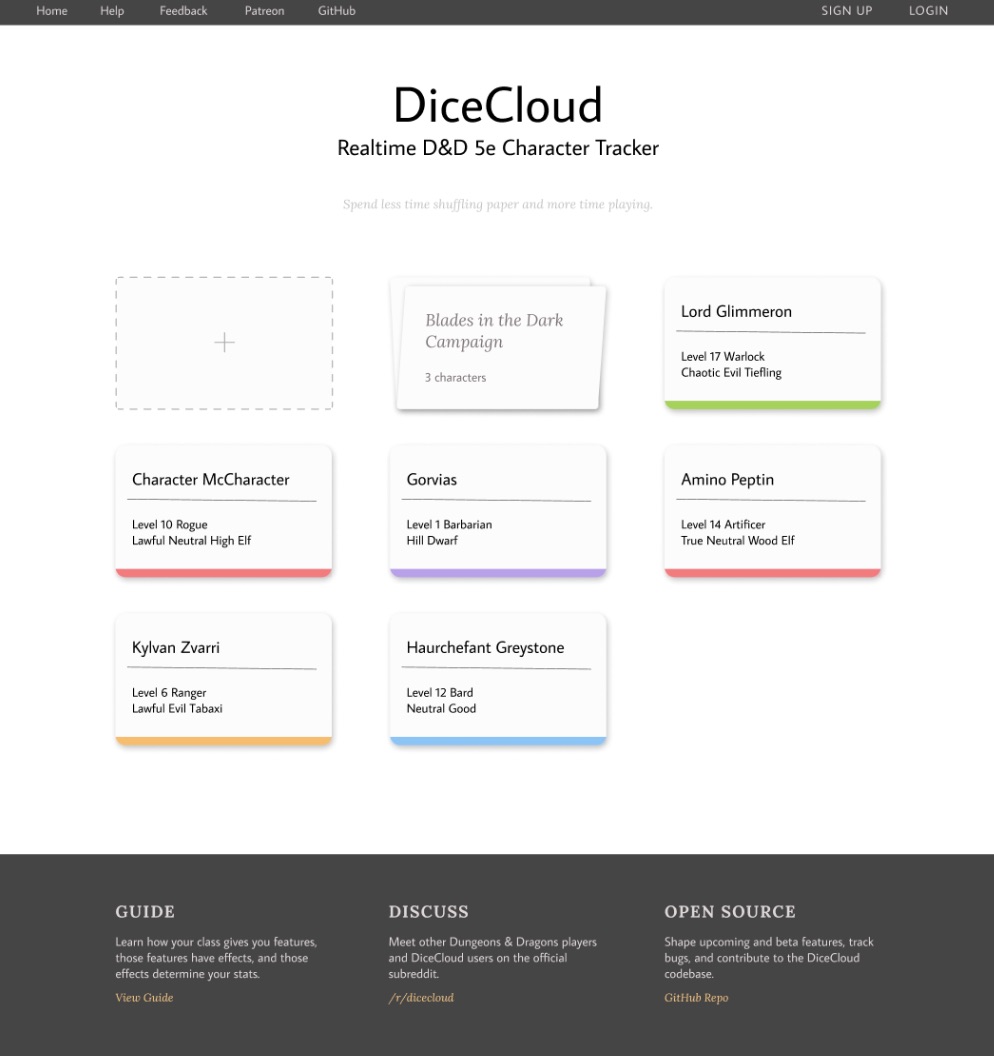 Home Help Feedback Patreon GitHub SIGN UP LOGIN
DiceCloud
Realtime D&D 5e Character Tracker
Spend less time shuffling paper and more time playing.
+
Blades in the Dark
Campaign
3 characters
Lord Glimmeron
Level 17 Warlock
Chaotic Evil Tiefling
Character McCharacter
Level 10 Rogue
Lawful Neutral High Elf
Gorvias
Level 1 Barbarian
Hill Dwarf
Amino Peptin
Level 14 Artificer
True Neutral Wood Elf
Kylvan Zvarri
Level 6 Ranger
Lawful Evil Tabaxi
Haurchefant Greystone
Level 12 Bard
Neutral Good
GUIDE
Learn how your class gives you features,
those features have effects, and those
effects determine your stats.
View Guide
DISCUSS
Meet other Dungeons & Dragons players
and DiceCloud users on the official
subreddit.
/r/dicecloud
OPEN SOURCE
Shape upcoming and beta features, track
bugs, and contribute to the DiceCloud
codebase.
GitHub Repo